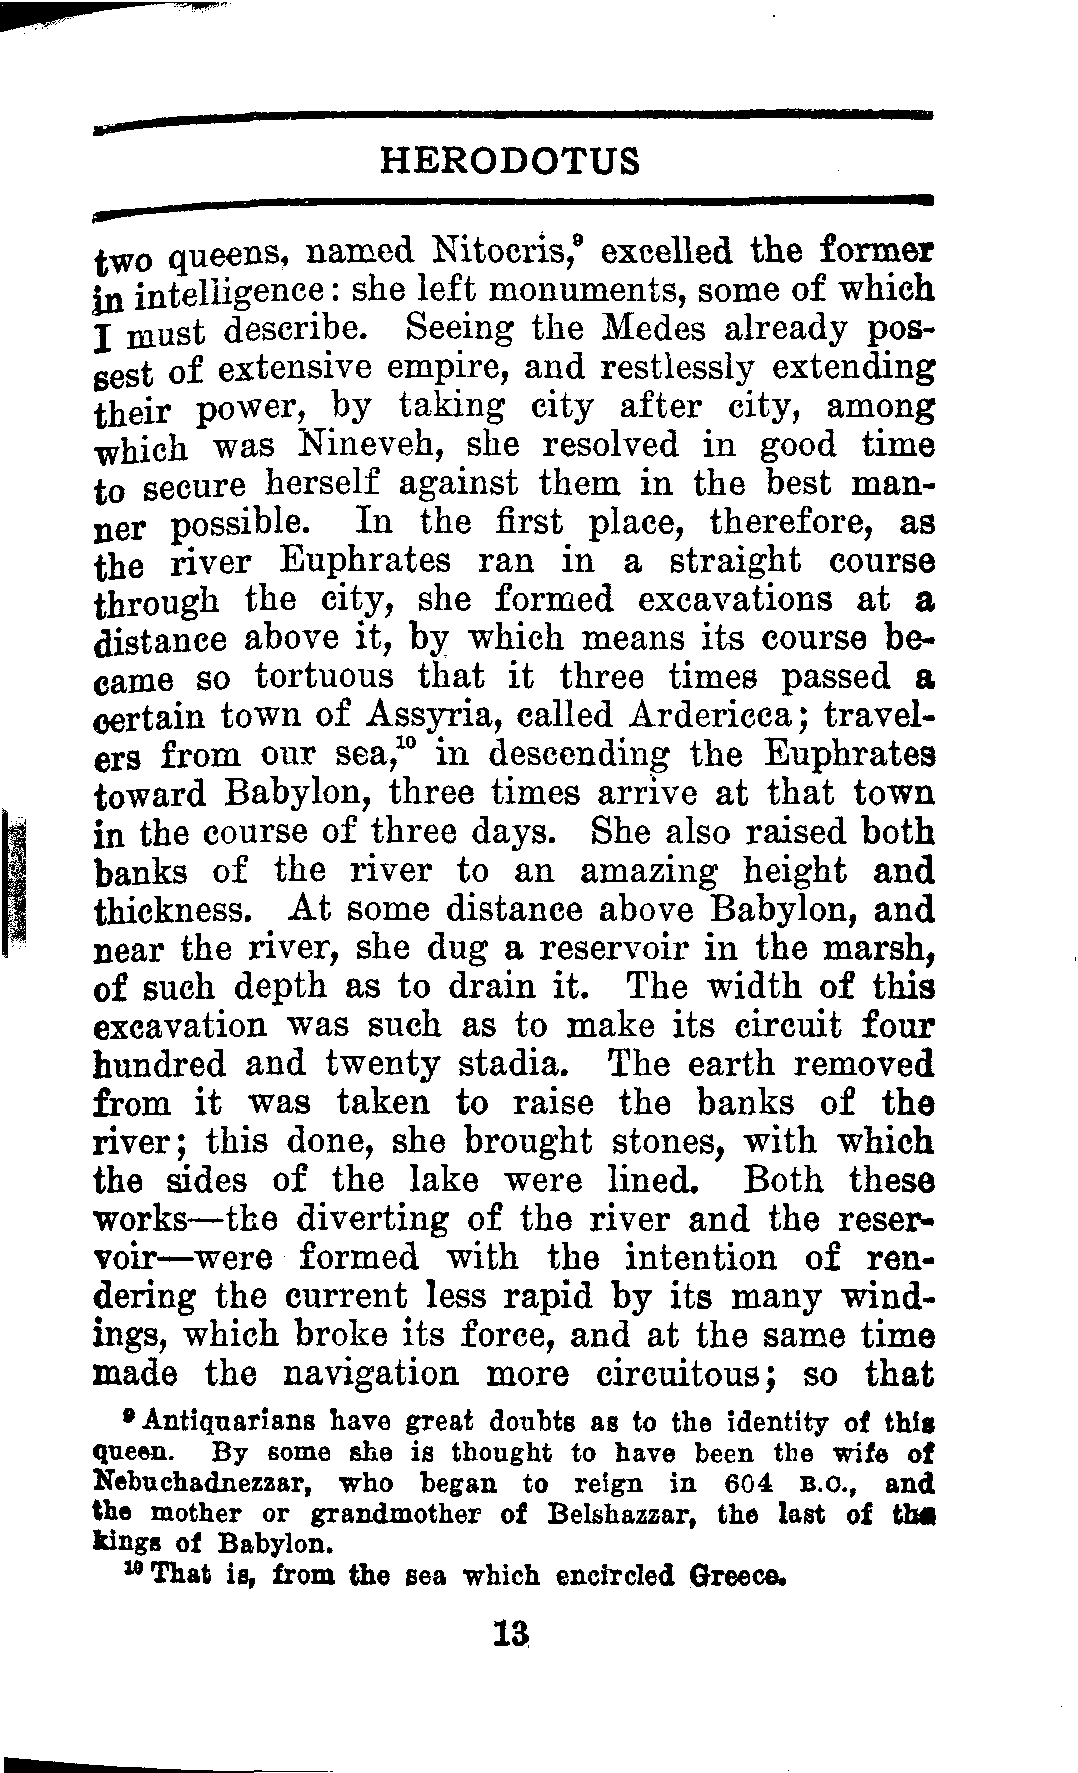 HERODOTUS
two queens, named Nitocris,⁹ excelled the former
in intelligence: she left monuments, some of which
I must describe. Seeing the Medes already pos-
sest of extensive empire, and restlessly extending
their power, by taking city after city, among
which was Nineveh, she resolved in good time
to secure herself against them in the best man-
ner possible. In the first place, therefore, as
the river Euphrates ran in a straight course
through the city, she formed excavations at a
distance above it, by which means its course be-
came so tortuous that it three times passed a
certain town of Assyria, called Ardericca; travel-
ers from our sea,¹⁰ in descending the Euphrates
toward Babylon, three times arrive at that town
in the course of three days. She also raised both
banks of the river to an amazing height and
thickness. At some distance above Babylon, and
near the river, she dug a reservoir in the marsh,
of such depth as to drain it. The width of this
excavation was such as to make its circuit four
hundred and twenty stadia. The earth removed
from it was taken to raise the banks of the
river; this done, she brought stones, with which
the sides of the lake were lined. Both these
works—the diverting of the river and the reser-
voir—were formed with the intention of ren-
dering the current less rapid by its many wind-
ings, which broke its force, and at the same time
made the navigation more circuitous; so that
⁹ Antiquarians have great doubts as to the identity of this
queen. By some she is thought to have been the wife of
Nebuchadnezzar, who began to reign in 604 B.C., and
the mother or grandmother of Belshazzar, the last of the
kings of Babylon.
¹⁰ That is, from the sea which encircled Greece.
13